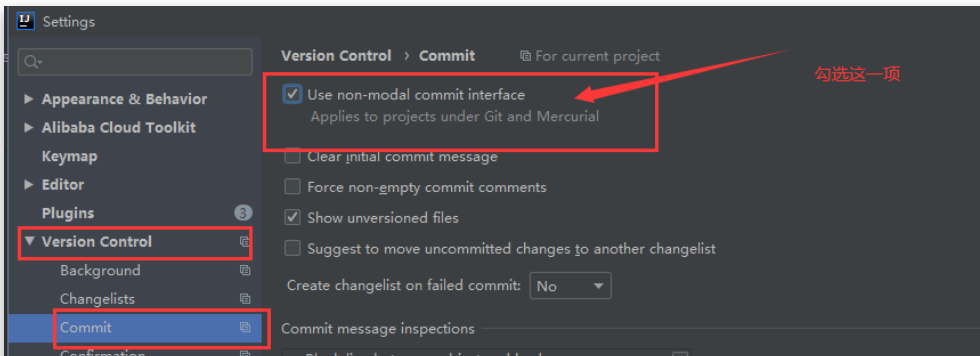 Settings
Version Control › Commit
For current project
勾选这一项
Appearance & Behavior
Use non-modal commit interface
Applies to projects under Git and Mercurial
Alibaba Cloud Toolkit
Keymap
Clear initial commit message
Editor
Force non-empty commit comments
Plugins 3
Show unversioned files
Version Control
Suggest to move uncommitted changes to another changelist
Background
Create changelist on failed commit: No
Changelists
Commit
Commit message inspections
Confirmation